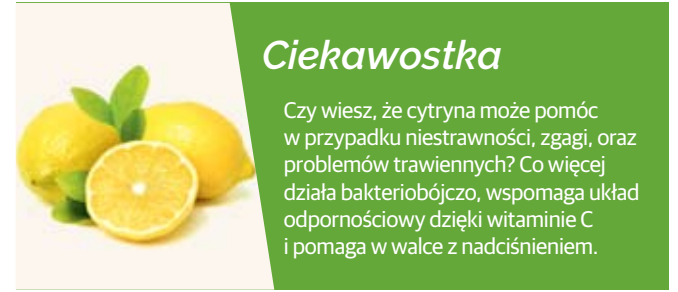 Ciekawostka
Czy wiesz, że cytryna może pomóc
w przypadku niestrawności, zgagi, oraz
problemów trawiennych? Co więcej
działa bakteriobójczo, wspomaga układ
odpornościowy dzięki witaminie C
i pomaga w walce z nadciśnieniem.